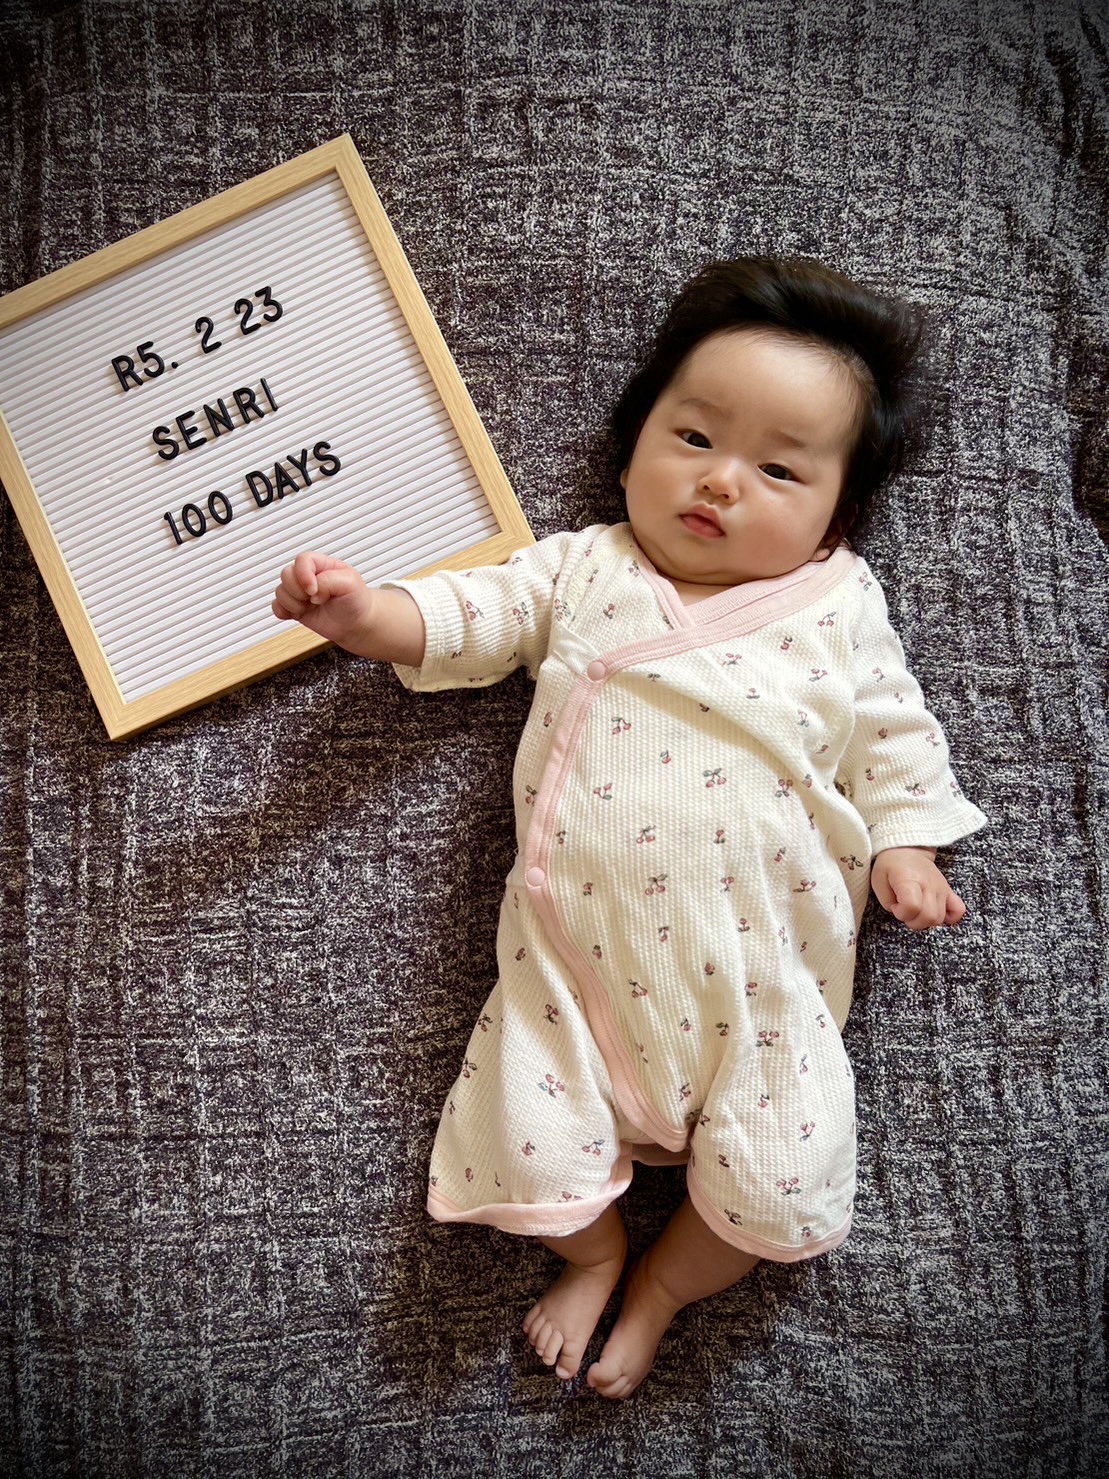 R5. 2 23
SENRI
100 DAYS